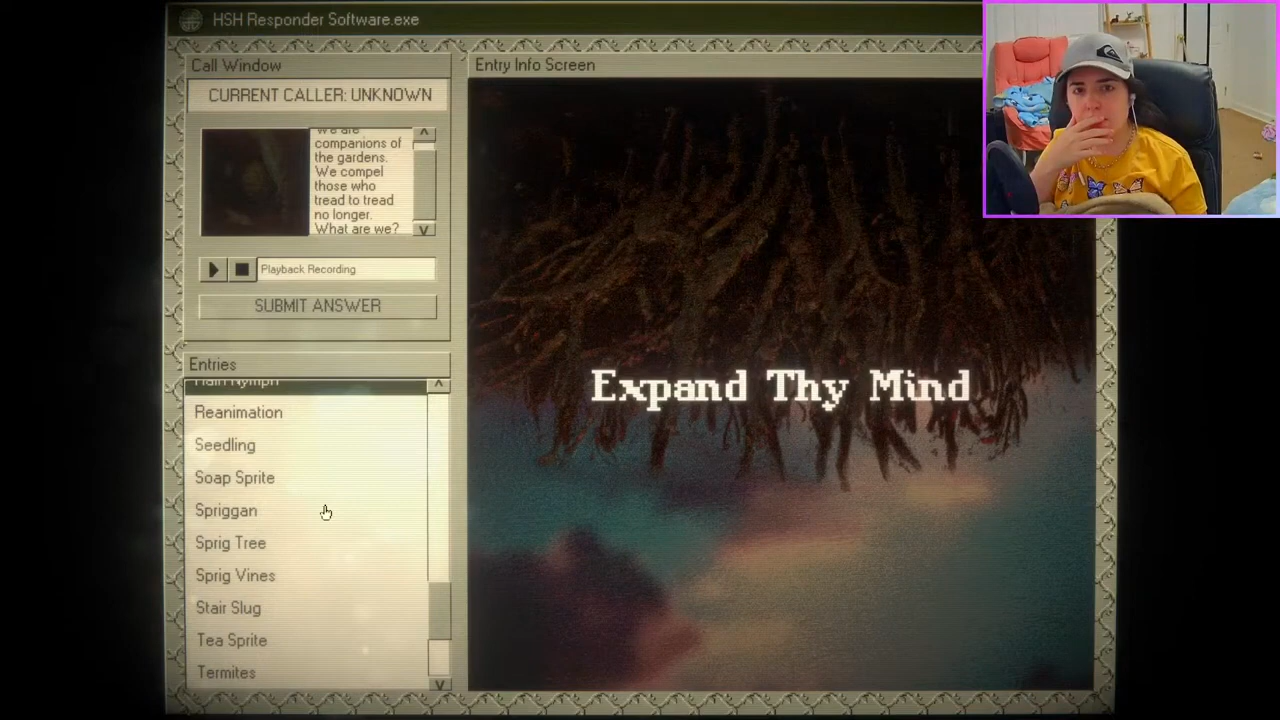 HSH Responder Software.exe
Call Window
Entry Info Screen
CURRENT CALLER: UNKNOWN
We are
companions of
the gardens.
We compel
those who
tread to tread
no longer.
What are we?
Playback Recording
SUBMIT ANSWER
Entries
Reanimation
Seedling
Soap Sprite
Spriggan
Sprig Tree
Sprig Vines
Stair Slug
Tea Sprite
Termites
Expand Thy Mind